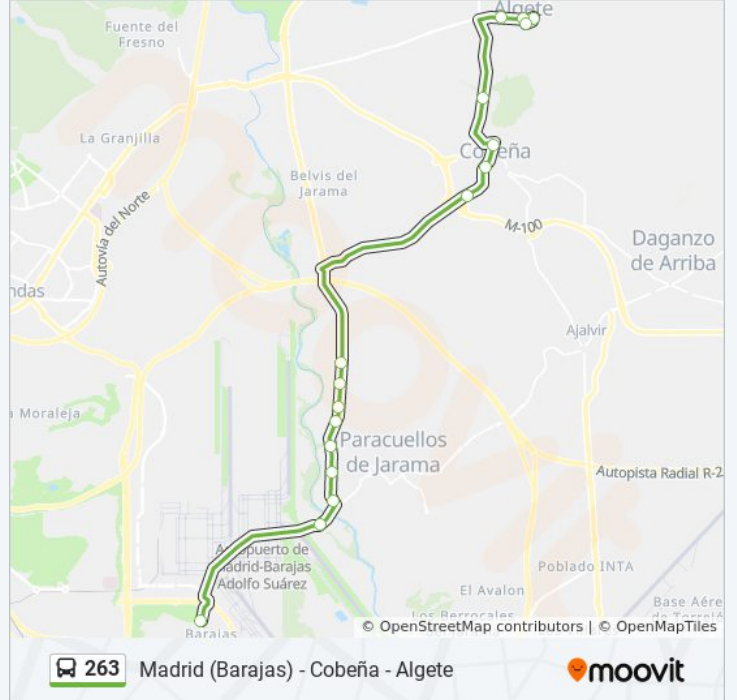 Algete
Fuente del
Fresno
La Granjilla
Cobeña
Belvis del
Jarama
Autovía del Norte
M-100
Daganzo
de Arriba
ndas
Ajalvir
a Moraleja
Paracuellos
de Jarama
Autopista Radial R-2
Aeropuerto de
Madrid-Barajas
Adolfo Suárez
Poblado INTA
El Avalon
Base Aére
Los Berrocales
Barajas
© OpenStreetMap contributors | © OpenMapTiles
263 Madrid (Barajas) - Cobeña - Algete
moovit